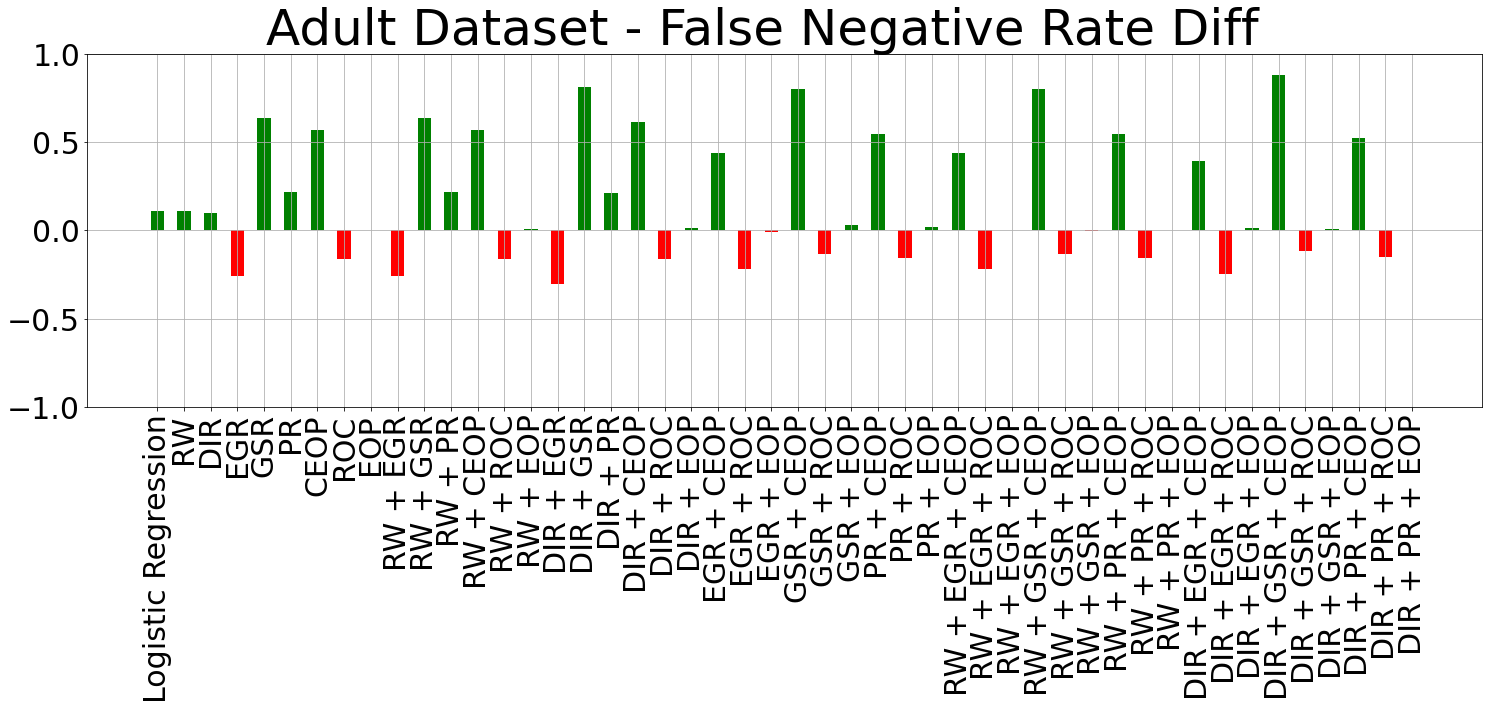 Adult Dataset - False Negative Rate Diff
1.0
0.5
0.0
−0.5
−1.0
Logistic Regression
RW
DIR
EGR
GSR
PR
CEOP
ROC
EOP
RW + EGR
RW + GSR
RW + PR
RW + CEOP
RW + ROC
RW + EOP
DIR + EGR
DIR + GSR
DIR + PR
DIR + CEOP
DIR + ROC
DIR + EOP
EGR + CEOP
EGR + ROC
EGR + EOP
GSR + CEOP
GSR + ROC
GSR + EOP
PR + CEOP
PR + ROC
PR + EOP
RW + EGR + CEOP
RW + EGR + ROC
RW + EGR + EOP
RW + GSR + CEOP
RW + GSR + ROC
RW + GSR + EOP
RW + PR + CEOP
RW + PR + ROC
RW + PR + EOP
DIR + EGR + CEOP
DIR + EGR + ROC
DIR + EGR + EOP
DIR + GSR + CEOP
DIR + GSR + ROC
DIR + GSR + EOP
DIR + PR + CEOP
DIR + PR + ROC
DIR + PR + EOP